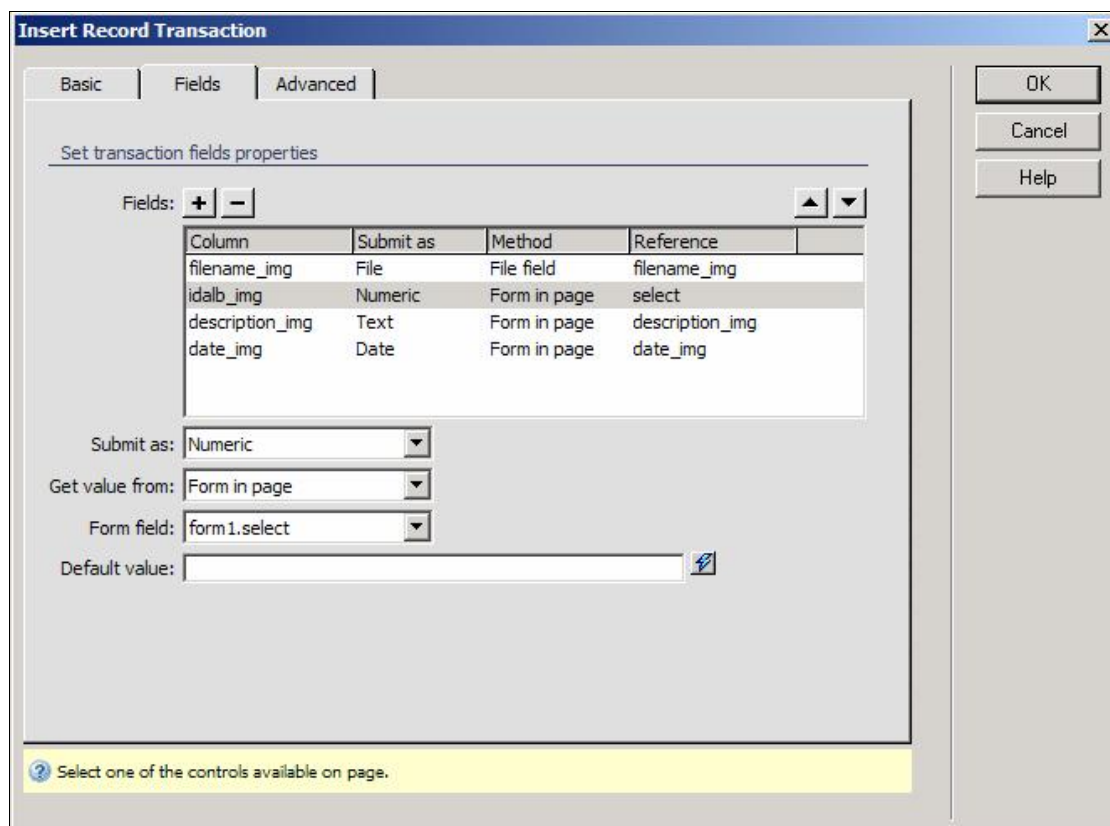 Insert Record Transaction
Basic Fields Advanced
OK
Cancel
Help
Set transaction fields properties
Fields: + −
Column Submit as Method Reference
filename_img File File field filename_img
idalb_img Numeric Form in page select
description_img Text Form in page description_img
date_img Date Form in page date_img
Submit as: Numeric
Get value from: Form in page
Form field: form1.select
Default value:
Select one of the controls available on page.